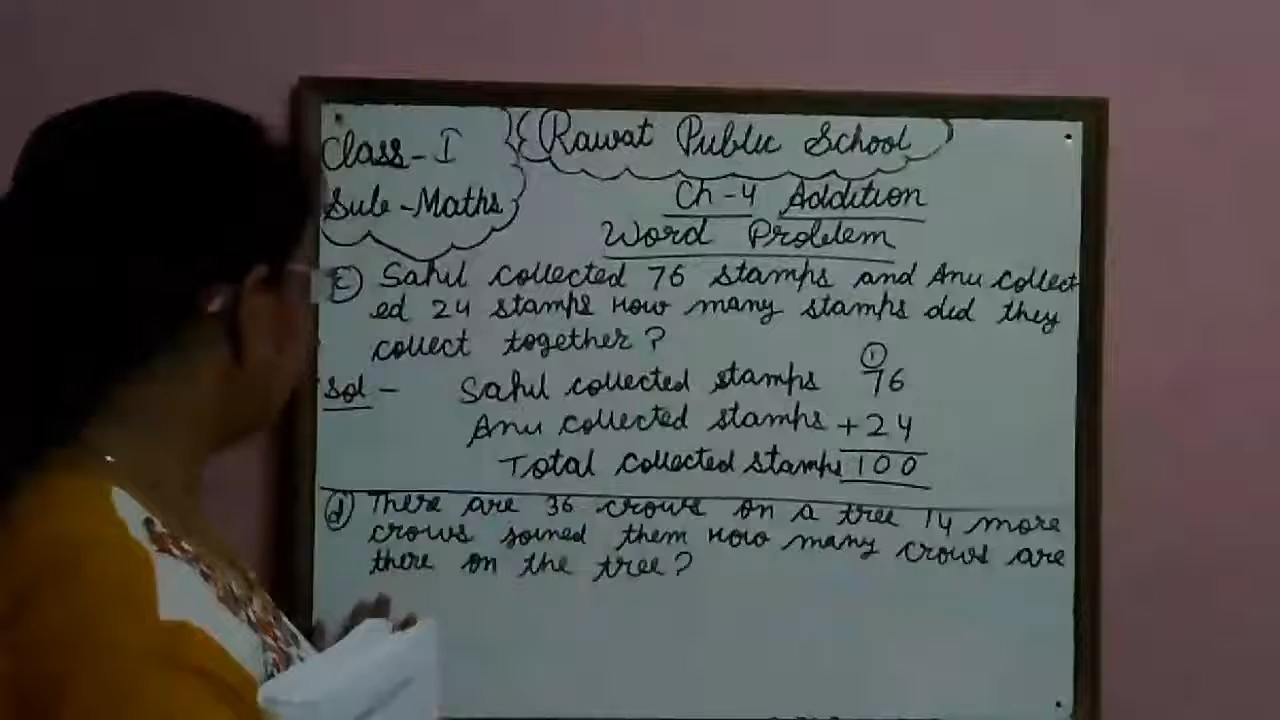 Class-I
Sub-Maths
Rawat Public School
Ch-4 Addition
Word Problem
c) Sahil collected 76 stamps and Anu collect
ed 24 stamps How many stamps did they
collect together?
①
Sol- Sahil collected stamps 76
Anu collected stamps +24
Total collected stamps 100
d) There are 36 crows on a tree 14 more
crows joined them How many crows are
there on the tree?